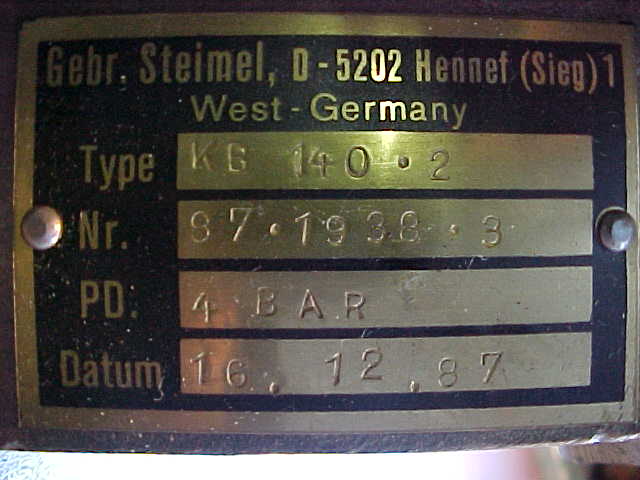 Gebr. Steimel, D-5202 Hennef (Sieg) 1
West-Germany
Type KB 140·2
Nr. 87·1938·3
PD. 4 BAR
Datum 16.12.87